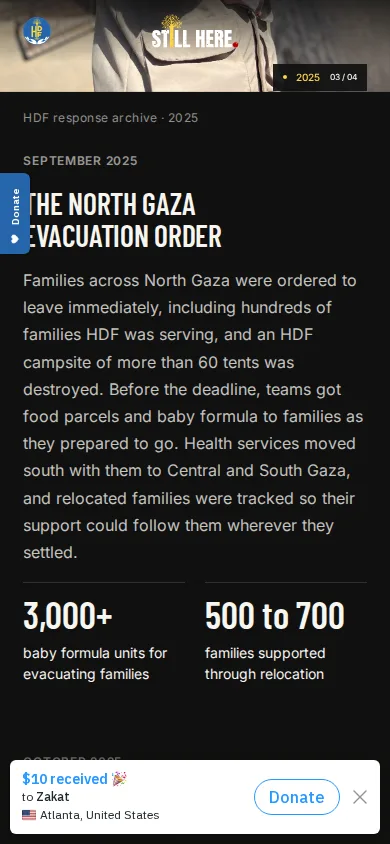 HDF
STILL HERE.
2025 03 / 04
HDF response archive · 2025
SEPTEMBER 2025
Donate
THE NORTH GAZA
EVACUATION ORDER
Families across North Gaza were ordered to
leave immediately, including hundreds of
families HDF was serving, and an HDF
campsite of more than 60 tents was
destroyed. Before the deadline, teams got
food parcels and baby formula to families as
they prepared to go. Health services moved
south with them to Central and South Gaza,
and relocated families were tracked so their
support could follow them wherever they
settled.
3,000+
baby formula units for
evacuating families
500 to 700
families supported
through relocation
OCTOBER 2025
$10 received 🎉
to Zakat
🇺🇸 Atlanta, United States
Donate